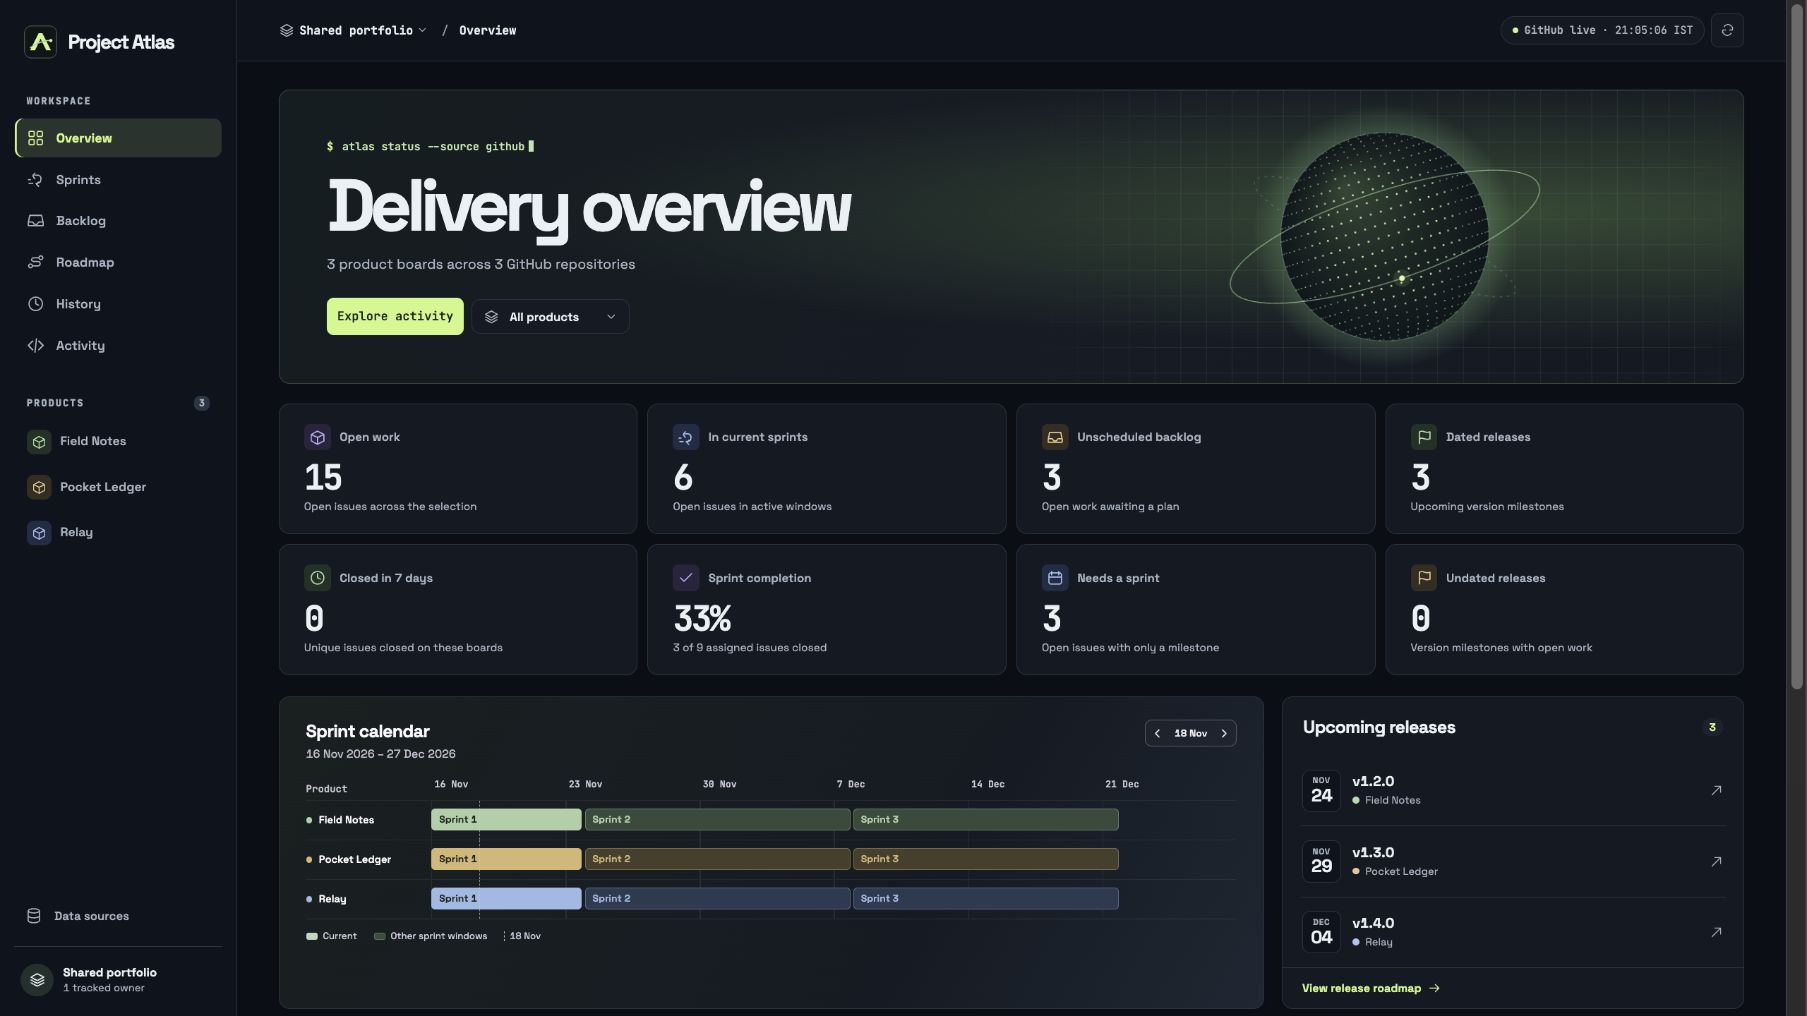 Project Atlas
WORKSPACE
Overview
Sprints
Backlog
Roadmap
History
Activity
PRODUCTS 3
Field Notes
Pocket Ledger
Relay
Data sources
Shared portfolio
1 tracked owner
Shared portfolio / Overview
GitHub live · 21:05:06 IST
$ atlas status --source github
Delivery overview
3 product boards across 3 GitHub repositories
Explore activity
All products
Open work
15
Open issues across the selection
In current sprints
6
Open issues in active windows
Unscheduled backlog
3
Open work awaiting a plan
Dated releases
3
Upcoming version milestones
Closed in 7 days
0
Unique issues closed on these boards
Sprint completion
33%
3 of 9 assigned issues closed
Needs a sprint
3
Open issues with only a milestone
Undated releases
0
Version milestones with open work
Sprint calendar
16 Nov 2026 – 27 Dec 2026
18 Nov
Product 16 Nov 23 Nov 30 Nov 7 Dec 14 Dec 21 Dec
Field Notes Sprint 1 Sprint 2 Sprint 3
Pocket Ledger Sprint 1 Sprint 2 Sprint 3
Relay Sprint 1 Sprint 2 Sprint 3
Current Other sprint windows 18 Nov
Upcoming releases 3
NOV
24
v1.2.0
Field Notes
NOV
29
v1.3.0
Pocket Ledger
DEC
04
v1.4.0
Relay
View release roadmap →